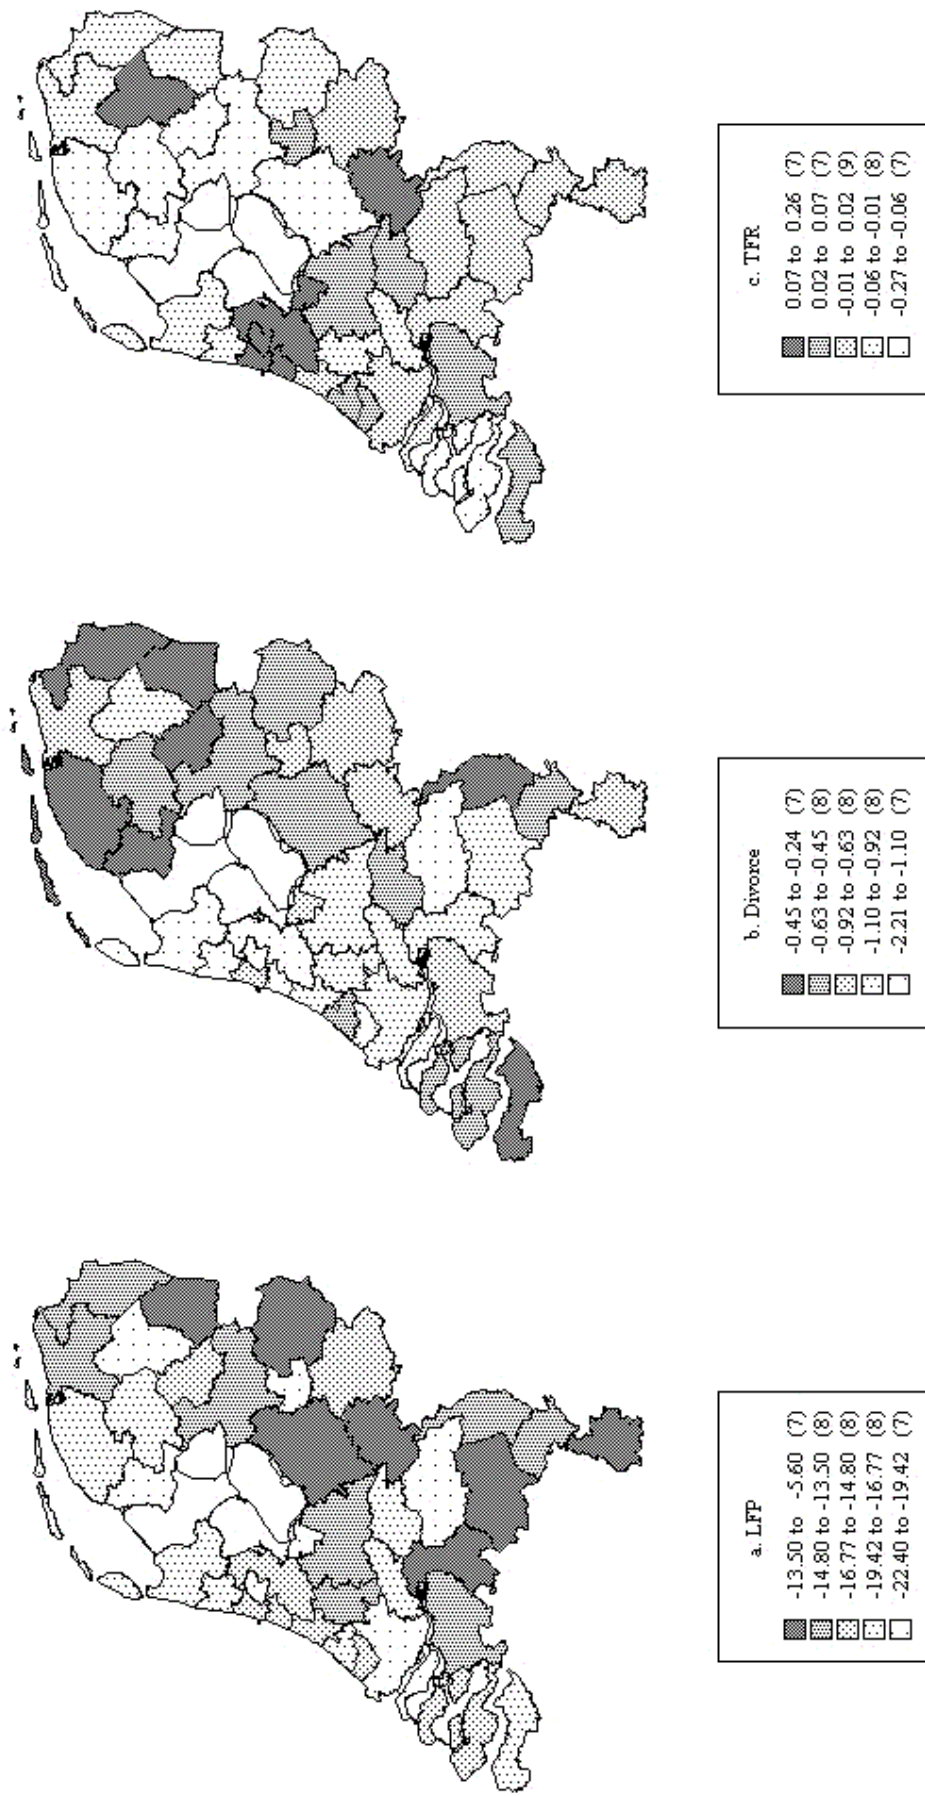 a. LFP
-13.50 to -5.60 (7)
-14.80 to -13.50 (8)
-16.77 to -14.80 (8)
-19.42 to -16.77 (8)
-22.40 to -19.42 (7)
b. Divorce
-0.45 to -0.24 (7)
-0.63 to -0.45 (8)
-0.92 to -0.63 (8)
-1.10 to -0.92 (8)
-2.21 to -1.10 (7)
c. TFR
0.07 to 0.26 (7)
0.02 to 0.07 (7)
-0.01 to 0.02 (9)
-0.06 to -0.01 (8)
-0.27 to -0.06 (7)